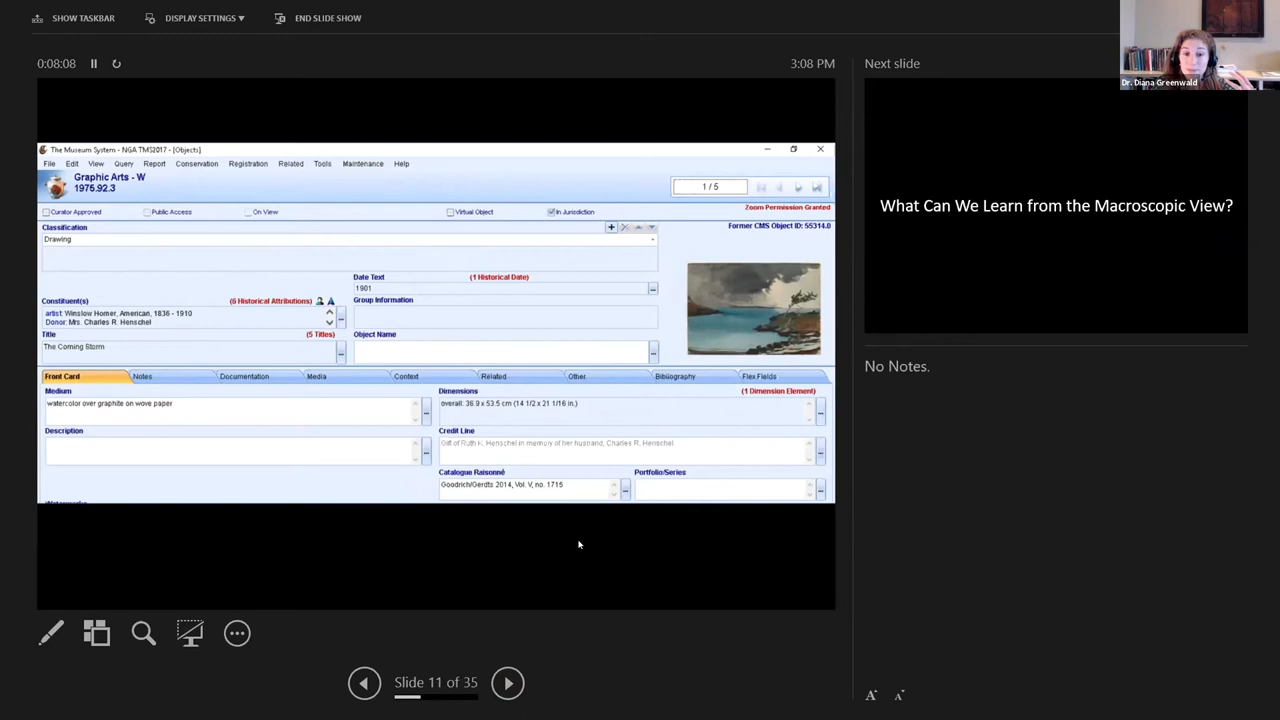 SHOW TASKBAR DISPLAY SETTINGS ▼ END SLIDE SHOW
0:08:08 3:08 PM
Next slide
Dr. Diana Greenwald
The Museum System - NGA TMS2017 - [Objects]
File Edit View Query Report Conservation Registration Related Tools Maintenance Help
Graphic Arts - W
1975.92.3
1 / 5
Zoom Permission Granted
Curator Approved Public Access On View Virtual Object In Jurisdiction
Classification
Former CMS Object ID: 55314.0
Drawing
Date Text (1 Historical Date)
1901
Constituent(s) (6 Historical Attributions)
Group Information
artist: Winslow Homer, American, 1836 - 1910
Donor: Mrs. Charles R. Henschel
Title (5 Titles)
Object Name
The Coming Storm
Front Card Notes Documentation Media Context Related Other Bibliography Flex Fields
Medium
Dimensions (1 Dimension Element)
watercolor over graphite on wove paper
overall: 36.9 x 53.5 cm (14 1/2 x 21 1/16 in.)
Description
Credit Line
Gift of Ruth K. Henschel in memory of her husband, Charles R. Henschel
Catalogue Raisonné Portfolio/Series
Goodrich/Gerdts 2014, Vol. V, no. 1715
What Can We Learn from the Macroscopic View?
No Notes.
Slide 11 of 35
A A